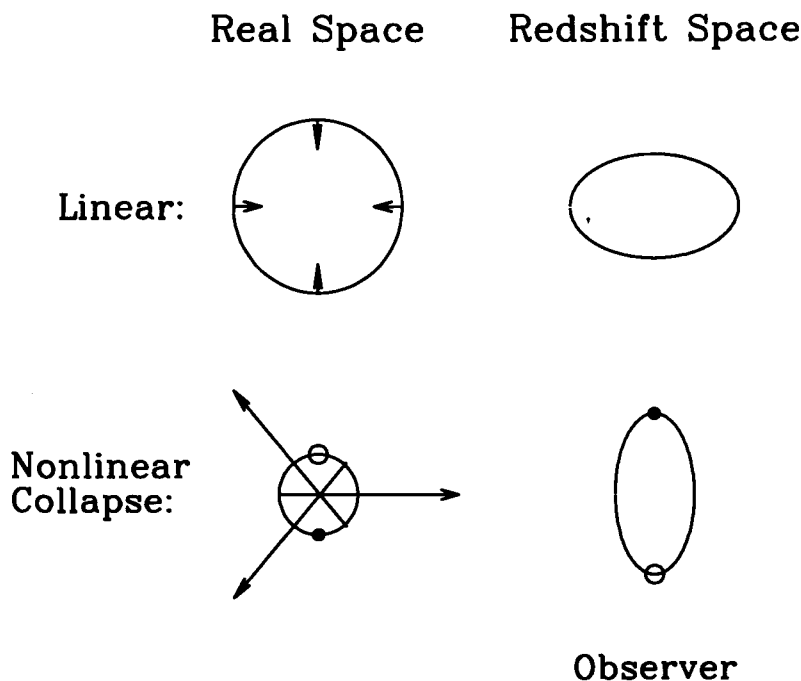 Real Space
Redshift Space
Linear:
Nonlinear
Collapse:
Observer